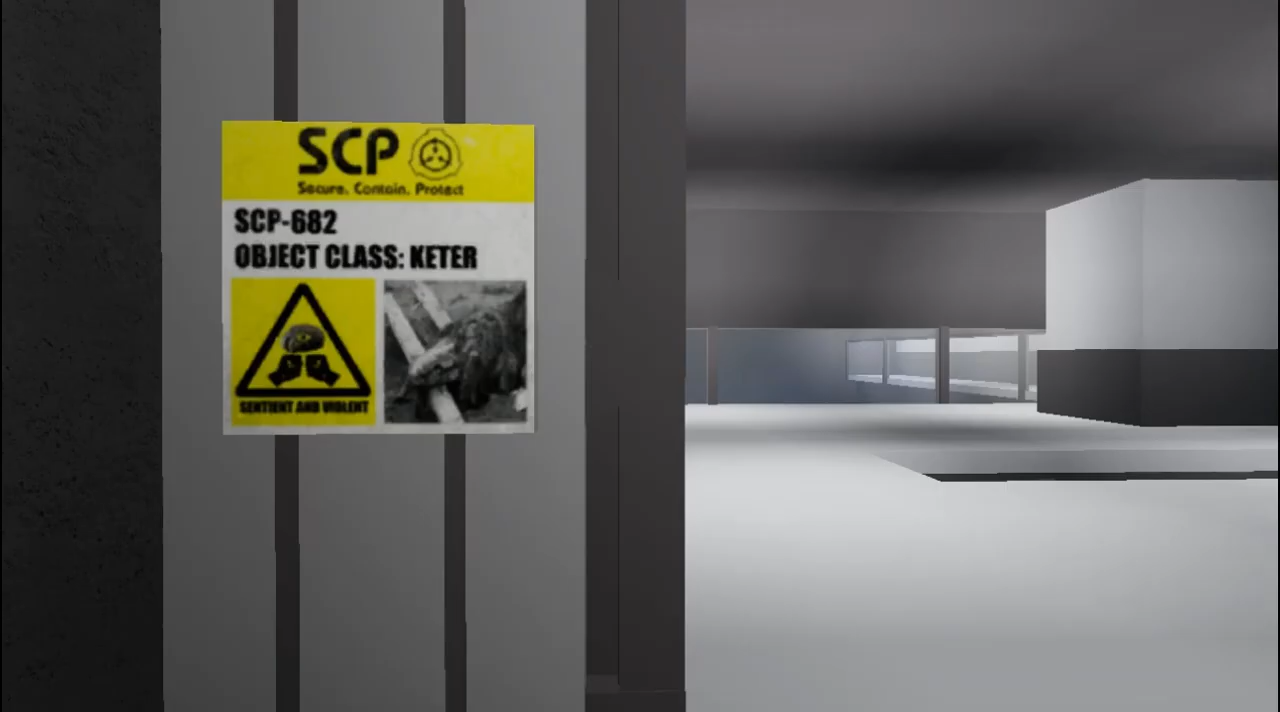 SCP
Secure. Contain. Protect
SCP-682
OBJECT CLASS: KETER
SENTIENT AND VIOLENT